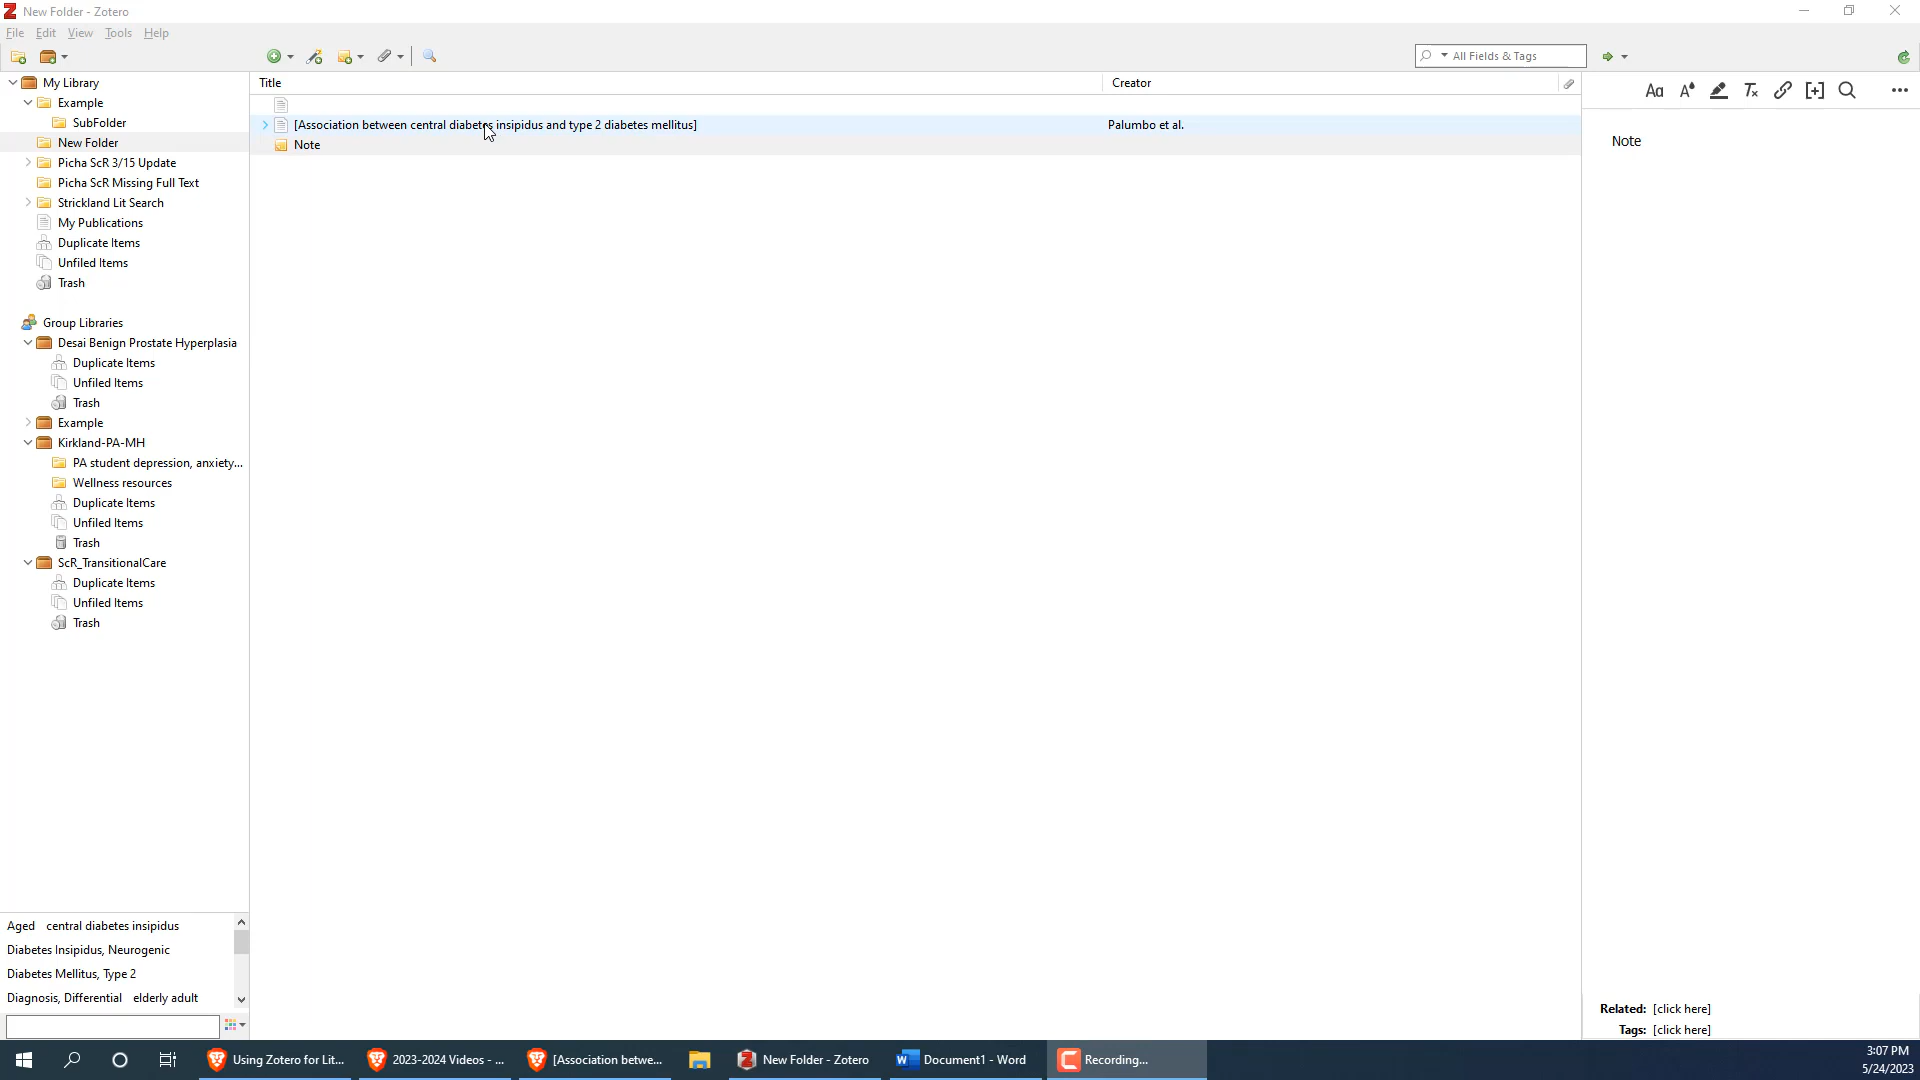 New Folder - Zotero
File Edit View Tools Help
All Fields & Tags
My Library
Example
SubFolder
New Folder
Picha ScR 3/15 Update
Picha ScR Missing Full Text
Strickland Lit Search
My Publications
Duplicate Items
Unfiled Items
Trash
Group Libraries
Desai Benign Prostate Hyperplasia
Duplicate Items
Unfiled Items
Trash
Example
Kirkland-PA-MH
PA student depression, anxiety...
Wellness resources
Duplicate Items
Unfiled Items
Trash
ScR_TransitionalCare
Duplicate Items
Unfiled Items
Trash
Aged central diabetes insipidus
Diabetes Insipidus, Neurogenic
Diabetes Mellitus, Type 2
Diagnosis, Differential elderly adult
Title Creator
[Association between central diabetes insipidus and type 2 diabetes mellitus] Palumbo et al.
Note
Note
Related: [click here]
Tags: [click here]
Using Zotero for Lit... 2023-2024 Videos - ... [Association betwe... New Folder - Zotero Document1 - Word Recording...
3:07 PM
5/24/2023